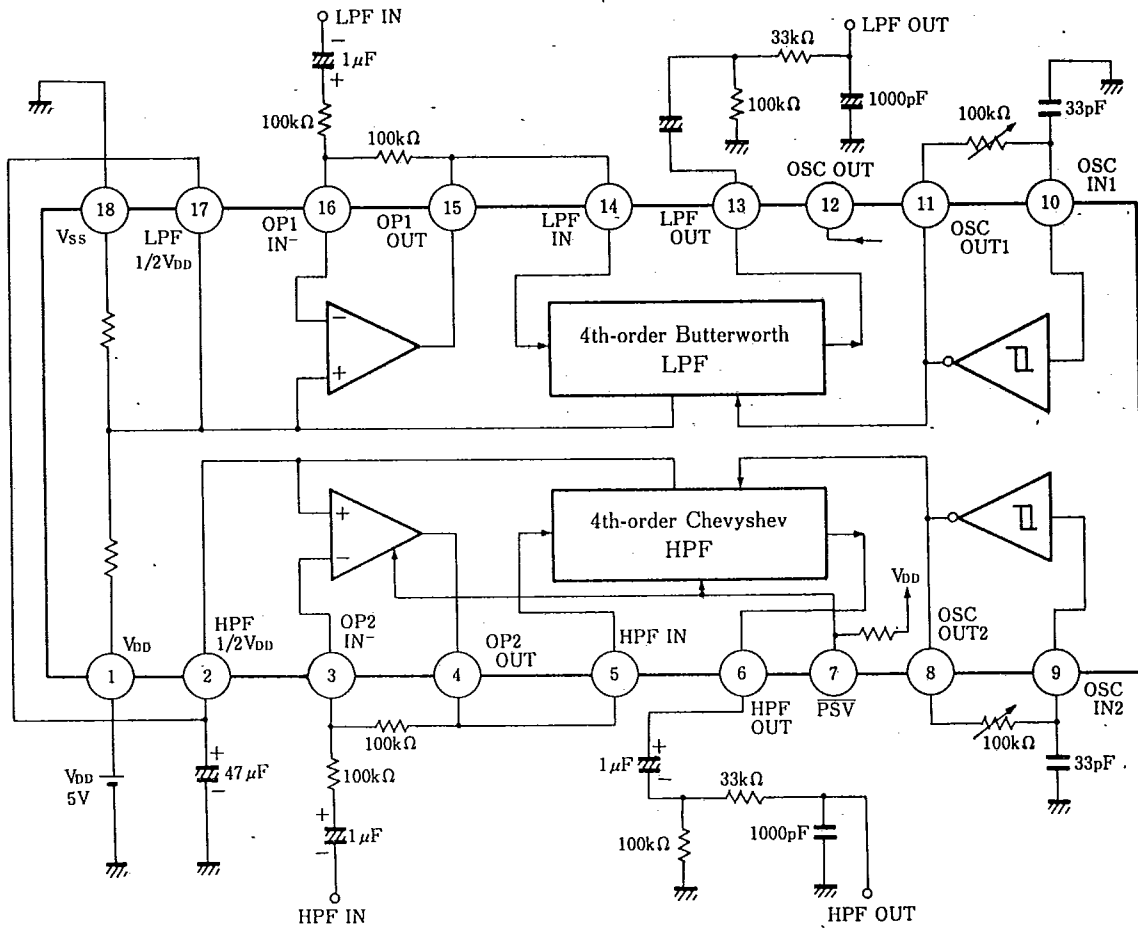 LPF IN
−
1μF
+
100kΩ
100kΩ
33kΩ
LPF OUT
100kΩ
1000pF
100kΩ
33pF
OSC OUT
OSC
IN1
18
17
16
15
14
13
12
11
10
VSS
LPF
1/2VDD
OP1
IN−
OP1
OUT
LPF
IN
LPF
OUT
OSC
OUT1
−
+
4th-order Butterworth
LPF
+
−
4th-order Chevyshev
HPF
VDD
VDD
HPF
1/2VDD
OP2
IN−
OP2
OUT
HPF IN
OSC
OUT2
1
2
3
4
5
6
7
8
9
HPF
OUT
PSV
OSC
IN2
100kΩ
100kΩ
VDD
5V
+
47μF
−
100kΩ
+
1μF
−
HPF IN
+
1μF
−
33kΩ
100kΩ
1000pF
33pF
HPF OUT